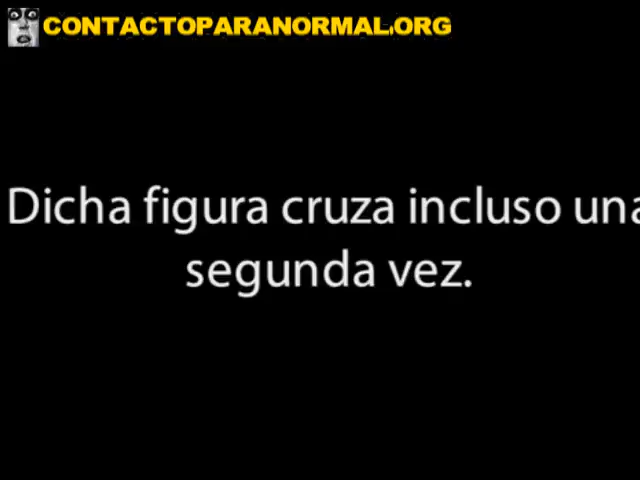 CONTACTOPARANORMAL.ORG
Dicha figura cruza incluso una
segunda vez.